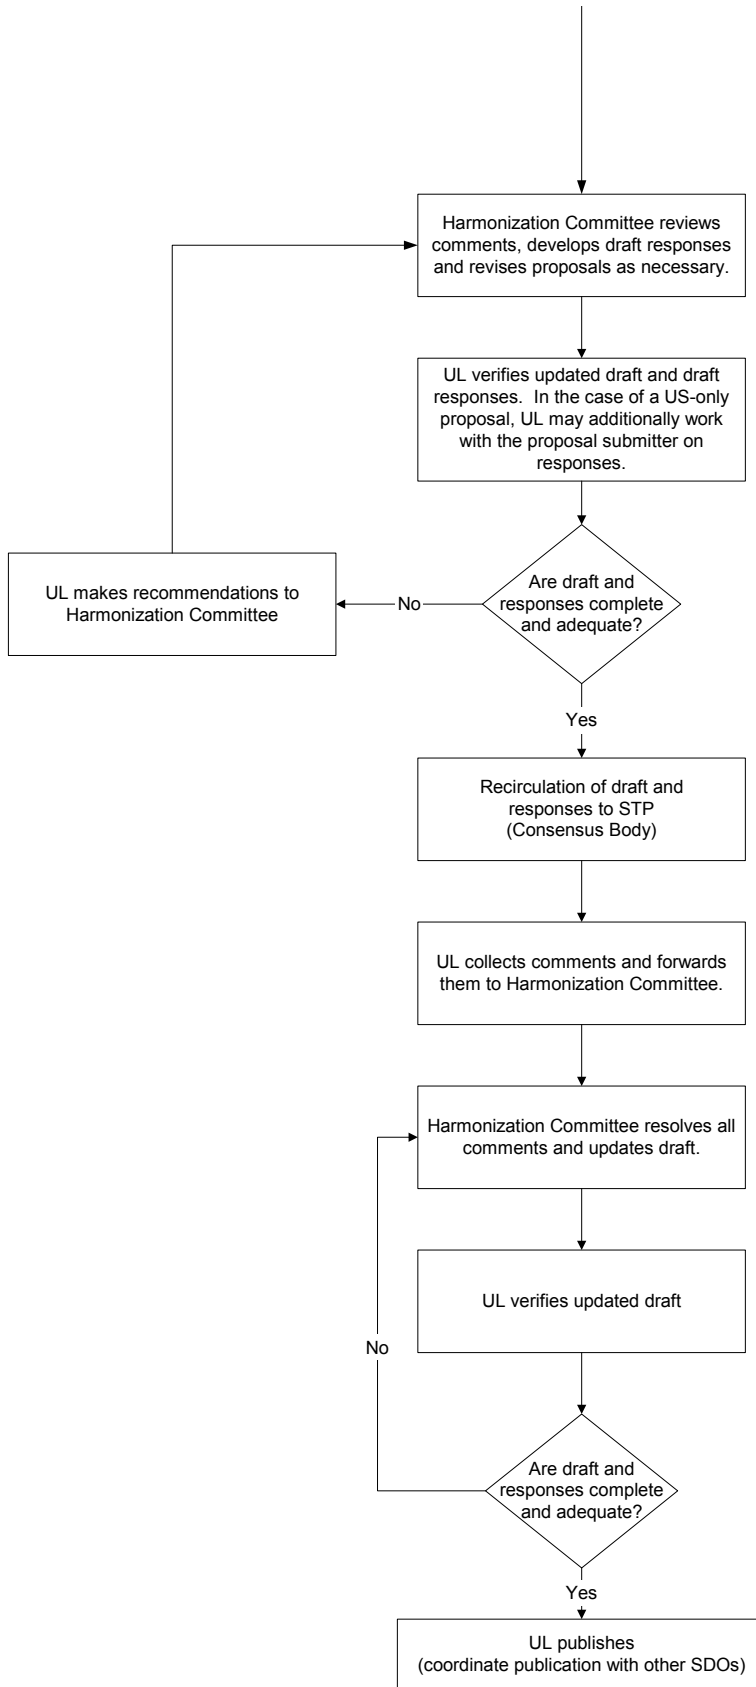 Harmonization Committee reviews
comments, develops draft responses
and revises proposals as necessary.
UL verifies updated draft and draft
responses.  In the case of a US-only
proposal, UL may additionally work
with the proposal submitter on
responses.
Are draft and
responses complete
and adequate?
No
UL makes recommendations to
Harmonization Committee
Yes
Recirculation of draft and
responses to STP
(Consensus Body)
UL collects comments and forwards
them to Harmonization Committee.
Harmonization Committee resolves all
comments and updates draft.
UL verifies updated draft
No
Are draft and
responses complete
and adequate?
Yes
UL publishes
(coordinate publication with other SDOs)